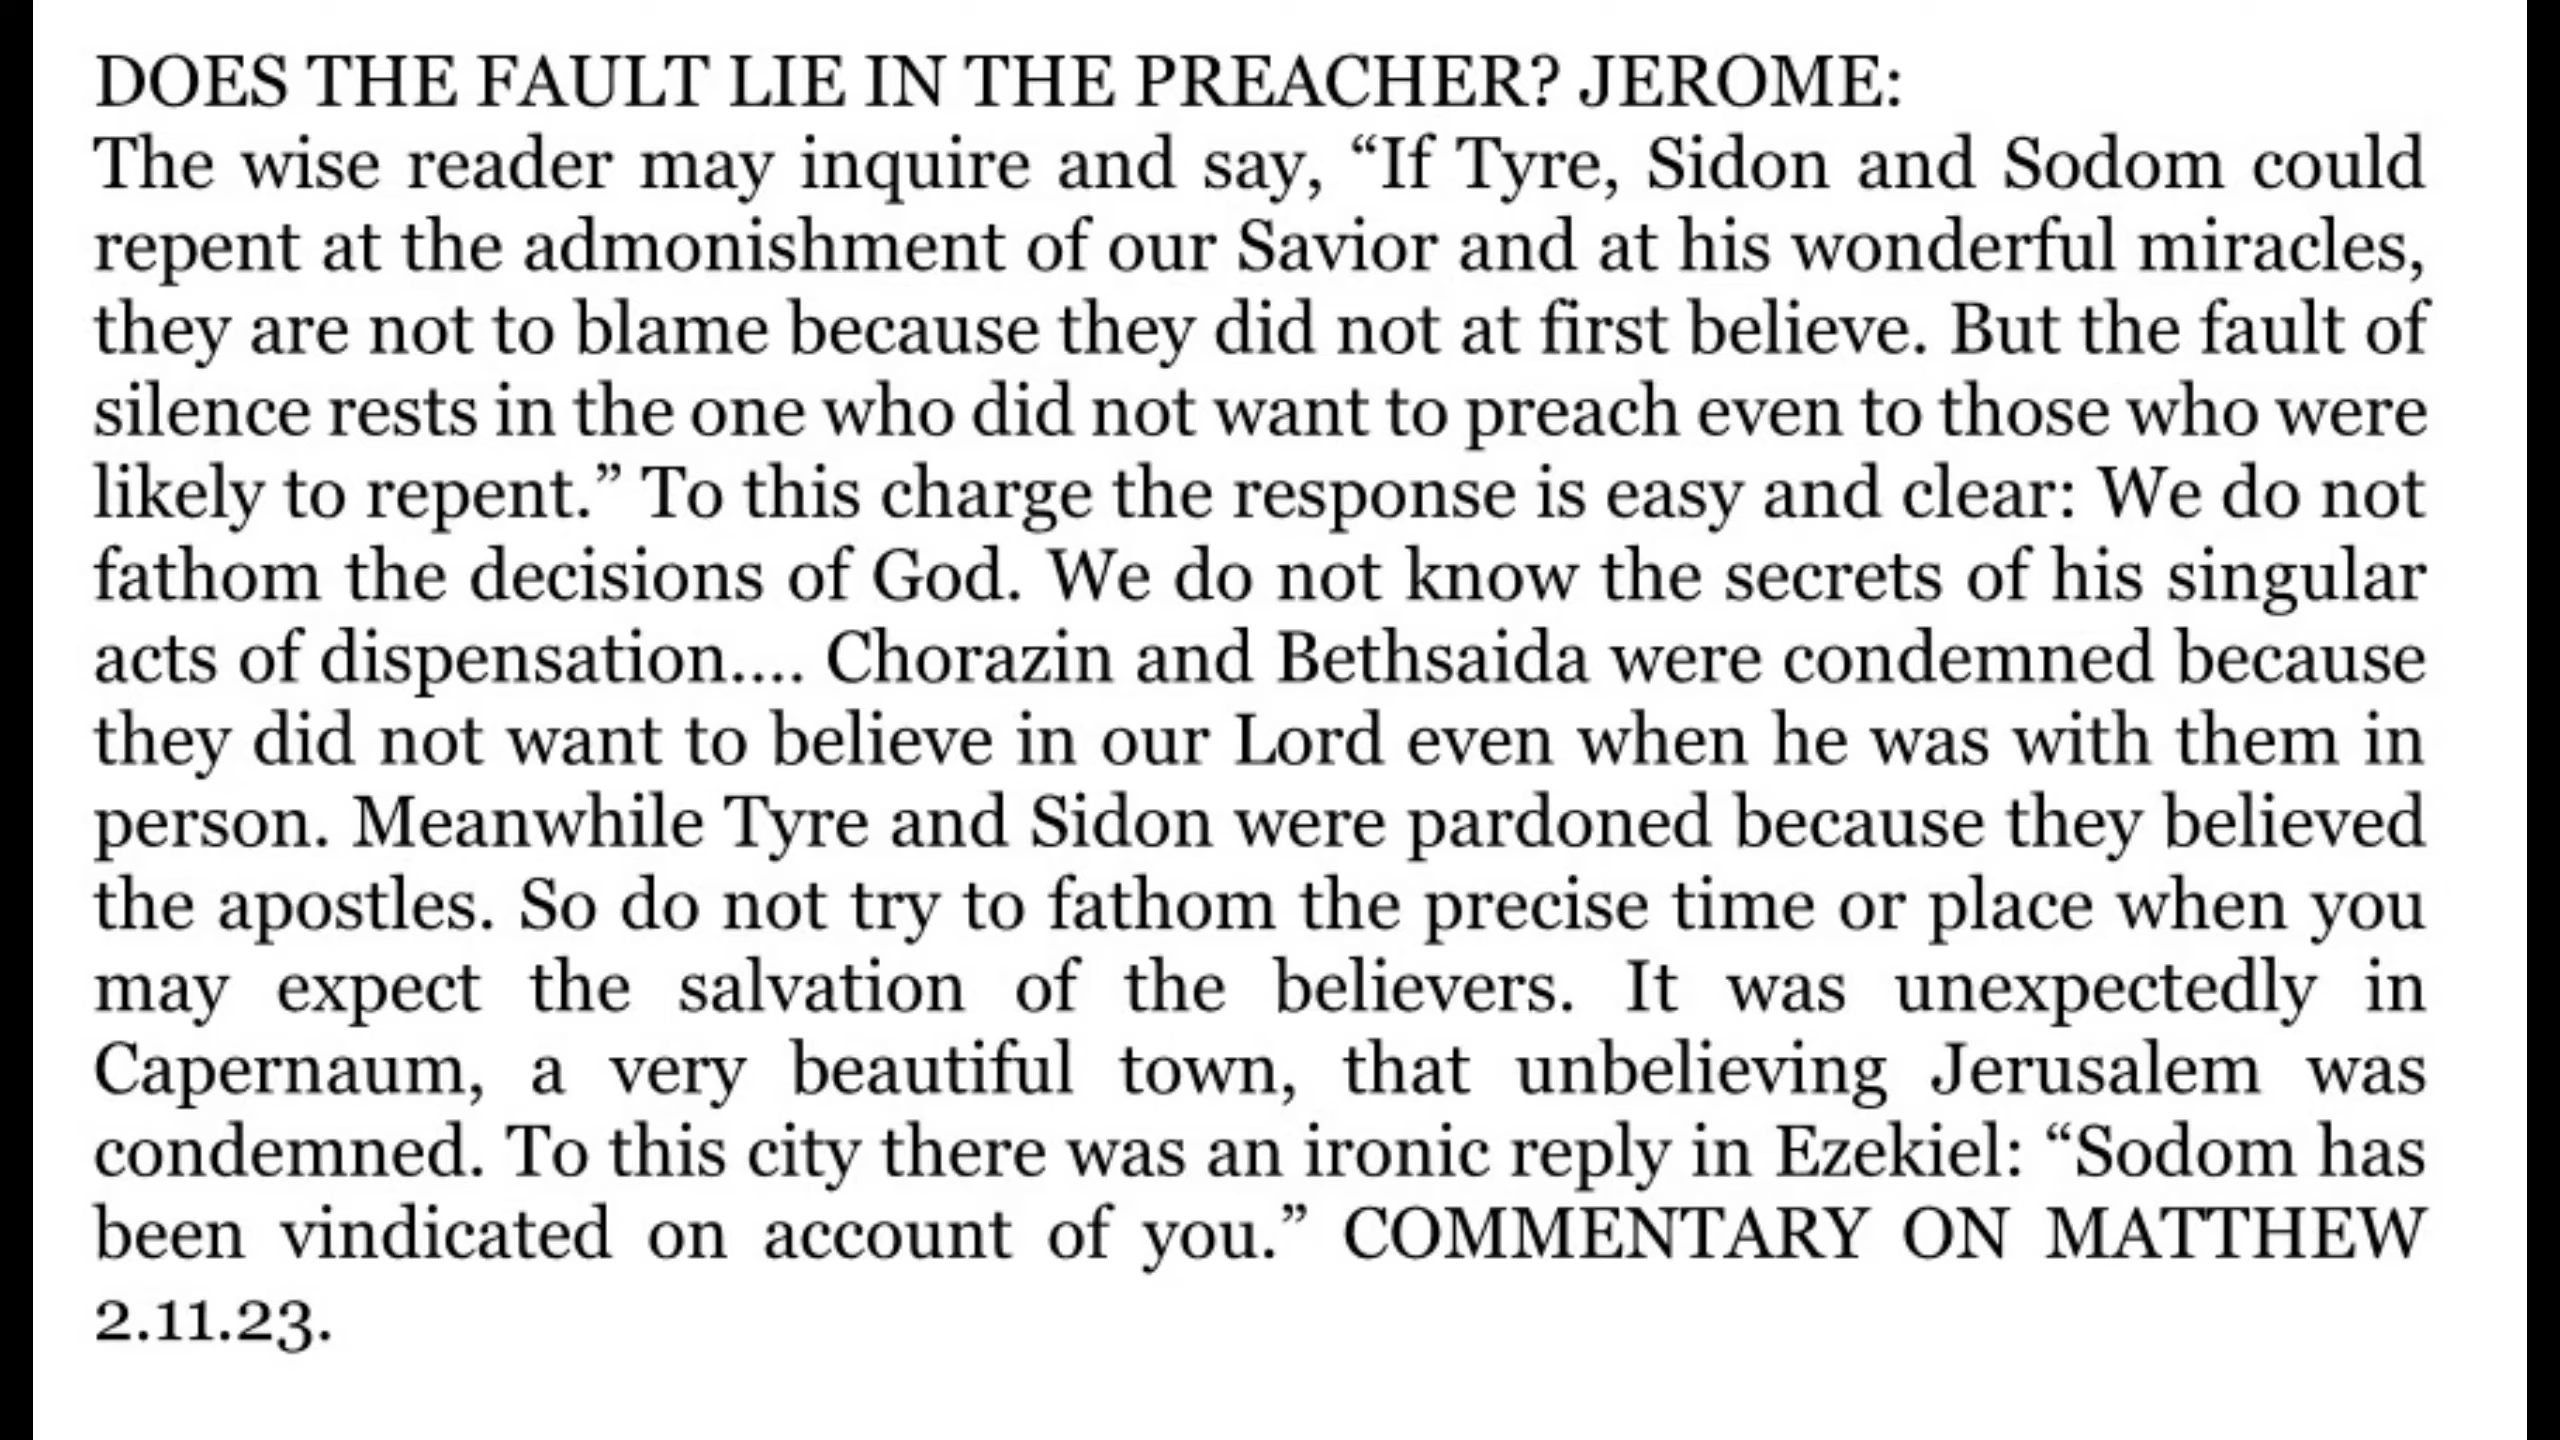 DOES THE FAULT LIE IN THE PREACHER? JEROME:
The wise reader may inquire and say, “If Tyre, Sidon and Sodom could
repent at the admonishment of our Savior and at his wonderful miracles,
they are not to blame because they did not at first believe. But the fault of
silence rests in the one who did not want to preach even to those who were
likely to repent.” To this charge the response is easy and clear: We do not
fathom the decisions of God. We do not know the secrets of his singular
acts of dispensation.... Chorazin and Bethsaida were condemned because
they did not want to believe in our Lord even when he was with them in
person. Meanwhile Tyre and Sidon were pardoned because they believed
the apostles. So do not try to fathom the precise time or place when you
may expect the salvation of the believers. It was unexpectedly in
Capernaum, a very beautiful town, that unbelieving Jerusalem was
condemned. To this city there was an ironic reply in Ezekiel: “Sodom has
been vindicated on account of you.” COMMENTARY ON MATTHEW
2.11.23.